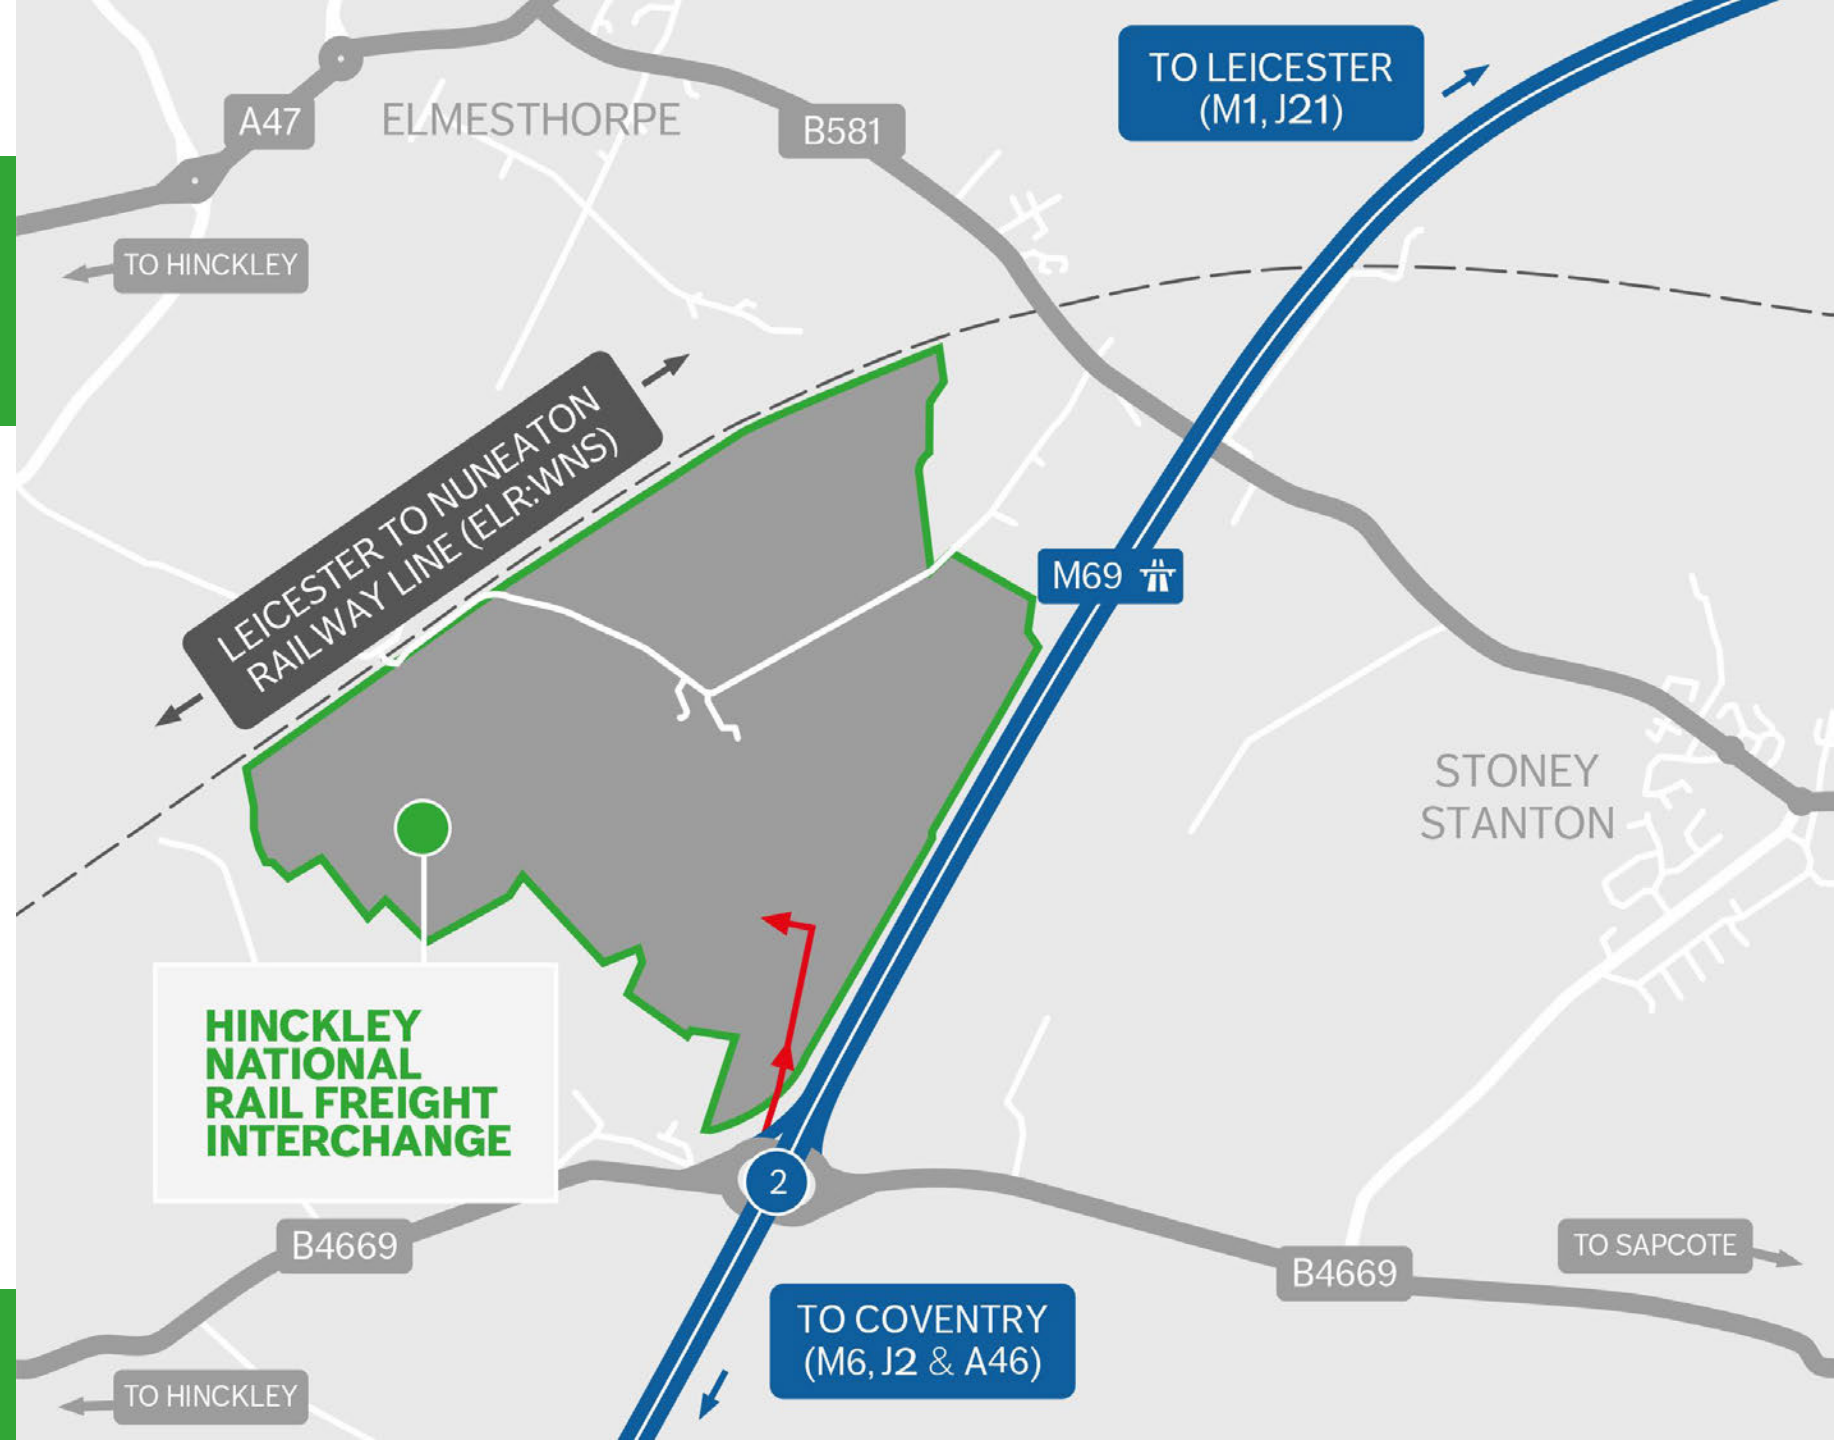 TO LEICESTER
(M1, J21)
A47
ELMESTHORPE
B581
TO HINCKLEY
LEICESTER TO NUNEATON
RAILWAY LINE (ELR:WNS)
M69
STONEY
STANTON
HINCKLEY
NATIONAL
RAIL FREIGHT
INTERCHANGE
2
B4669
B4669
TO SAPCOTE
TO COVENTRY
(M6, J2 & A46)
TO HINCKLEY